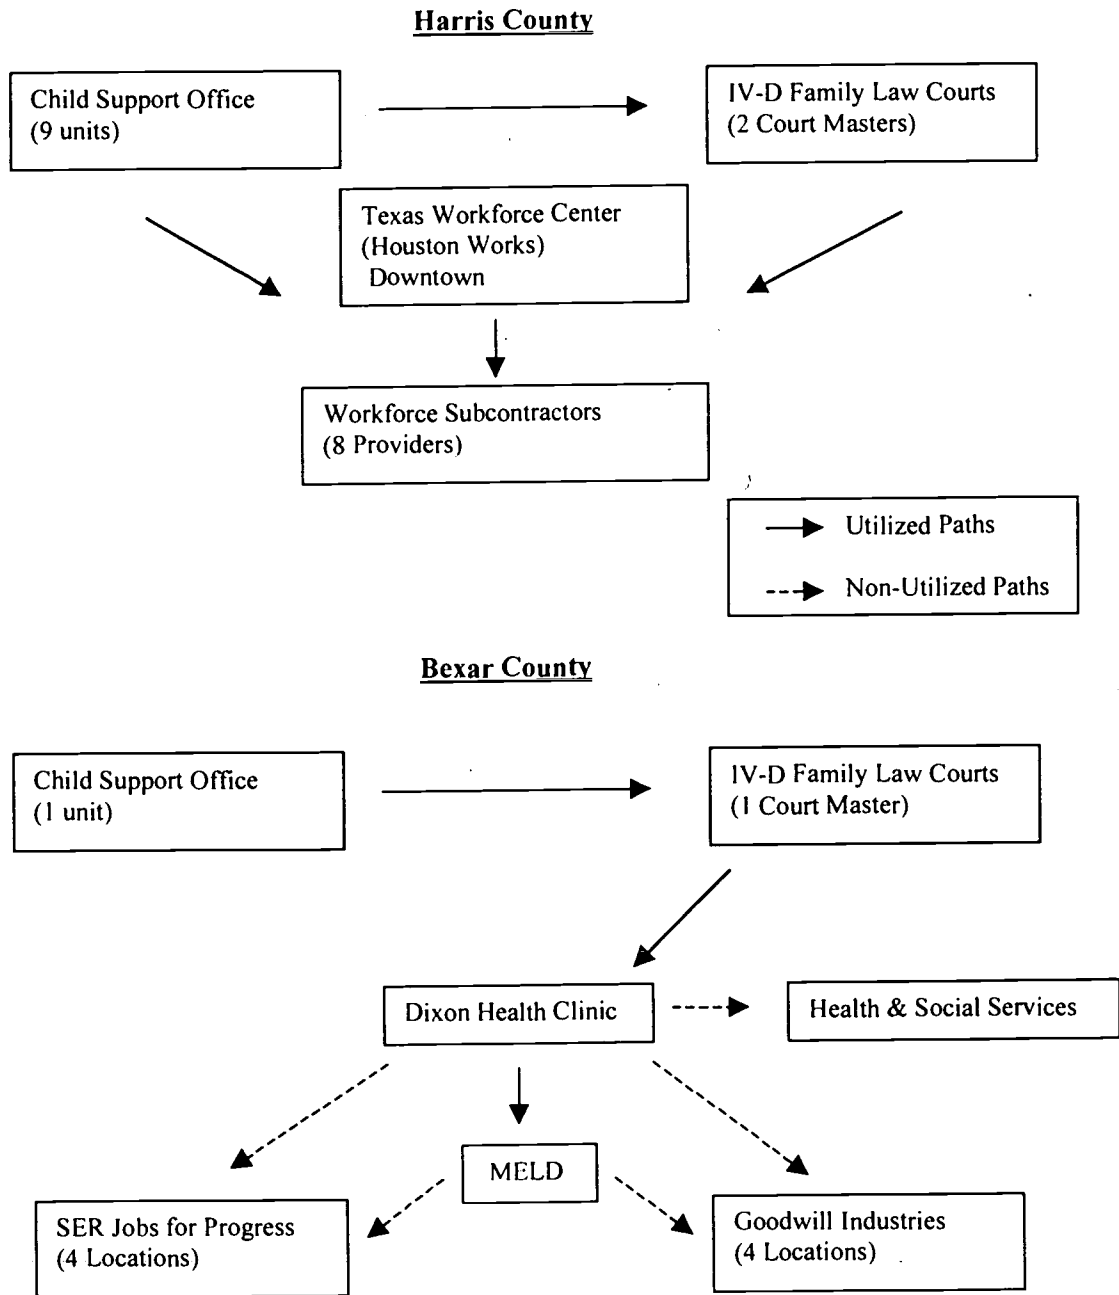 Harris County
Child Support Office
(9 units)
IV-D Family Law Courts
(2 Court Masters)
Texas Workforce Center
(Houston Works)
Downtown
Workforce Subcontractors
(8 Providers)
Utilized Paths
Non-Utilized Paths
Bexar County
Child Support Office
(1 unit)
IV-D Family Law Courts
(1 Court Master)
Dixon Health Clinic
Health & Social Services
MELD
SER Jobs for Progress
(4 Locations)
Goodwill Industries
(4 Locations)